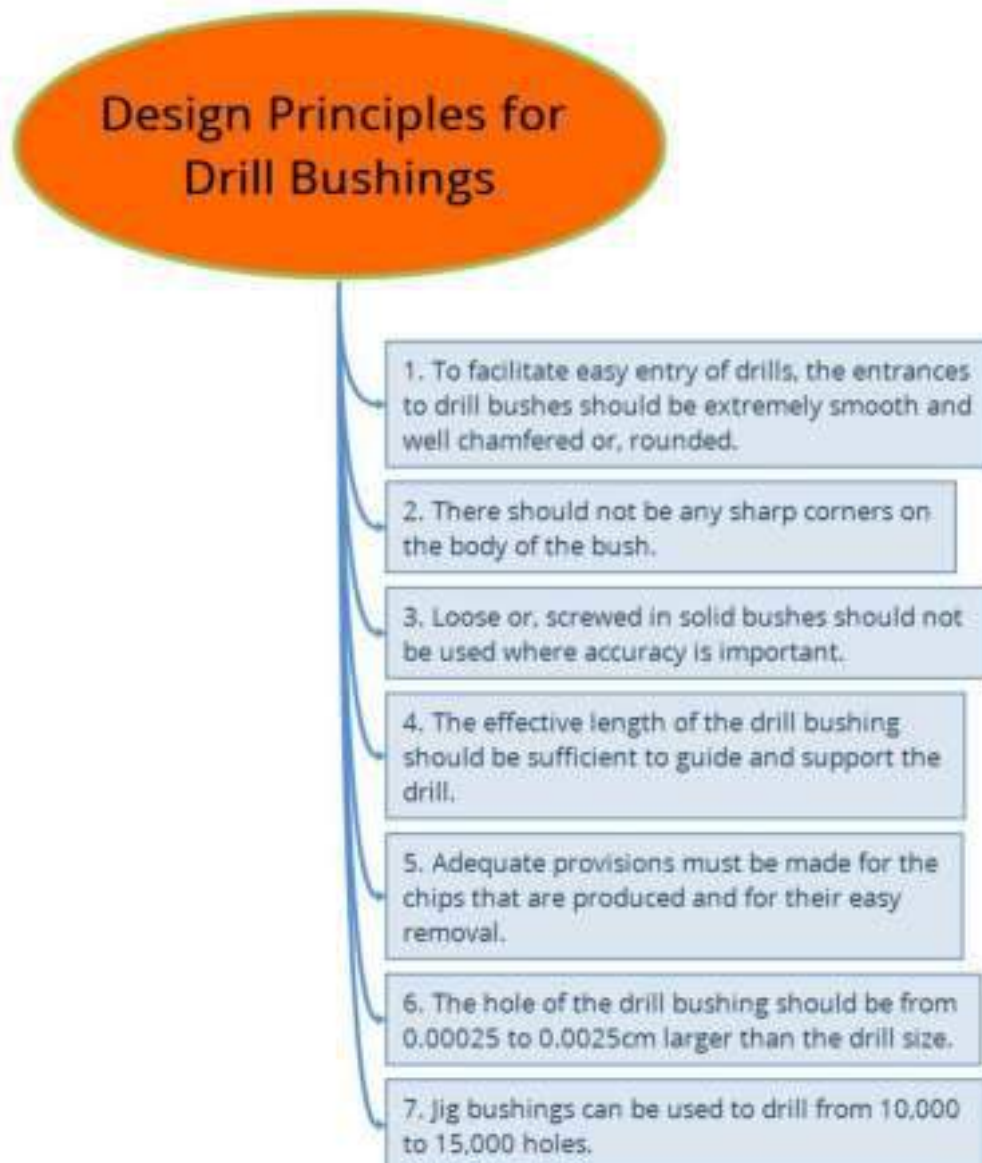 Design Principles for
Drill Bushings
1. To facilitate easy entry of drills, the entrances
to drill bushes should be extremely smooth and
well chamfered or, rounded.
2. There should not be any sharp corners on
the body of the bush.
3. Loose or, screwed in solid bushes should not
be used where accuracy is important.
4. The effective length of the drill bushing
should be sufficient to guide and support the
drill.
5. Adequate provisions must be made for the
chips that are produced and for their easy
removal.
6. The hole of the drill bushing should be from
0.00025 to 0.0025cm larger than the drill size.
7. Jig bushings can be used to drill from 10,000
to 15,000 holes.